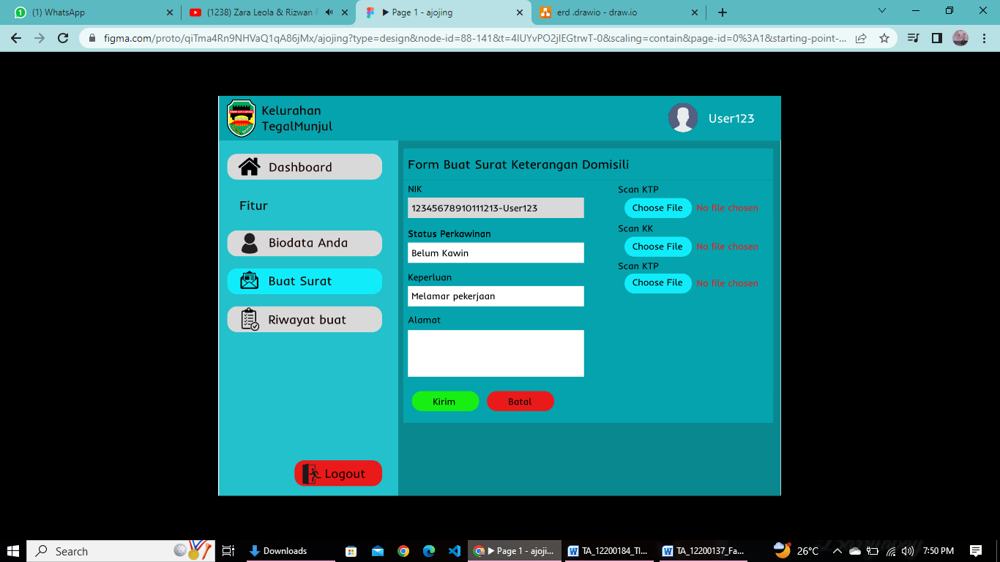 (1) WhatsApp
(1238) Zara Leola & Rizwan F
Page 1 - ajojing
erd .drawio - draw.io
figma.com/proto/qiTma4Rn9NHVaQ1qA86jMx/ajojing?type=design&node-id=88-141&t=4IUYvPO2jIEGtrwT-0&scaling=contain&page-id=0%3A1&starting-point-...
Kelurahan
TegalMunjul
User123
Dashboard
Fitur
Biodata Anda
Buat Surat
Riwayat buat
Logout
Form Buat Surat Keterangan Domisili
NIK
12345678910111213-User123
Status Perkawinan
Belum Kawin
Keperluan
Melamar pekerjaan
Alamat
Kirim
Batal
Scan KTP
Choose File No file chosen
Scan KK
Choose File No file chosen
Scan KTP
Choose File No file chosen
Search
Downloads
Page 1 - ajoji...
TA_12200184_TI...
TA_12200137_Fa...
26°C
7:50 PM